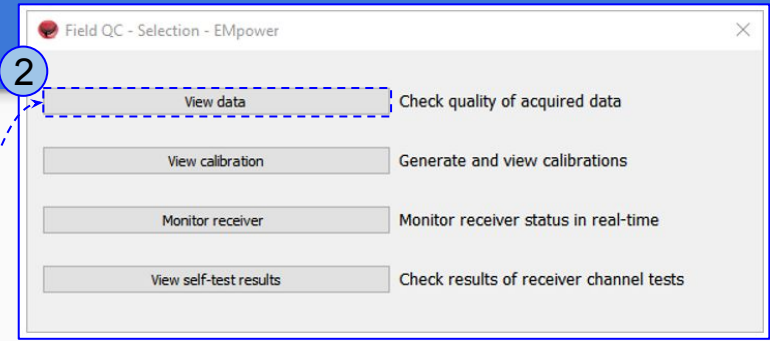 Field QC - Selection - EMpower
2
View data Check quality of acquired data
View calibration Generate and view calibrations
Monitor receiver Monitor receiver status in real-time
View self-test results Check results of receiver channel tests